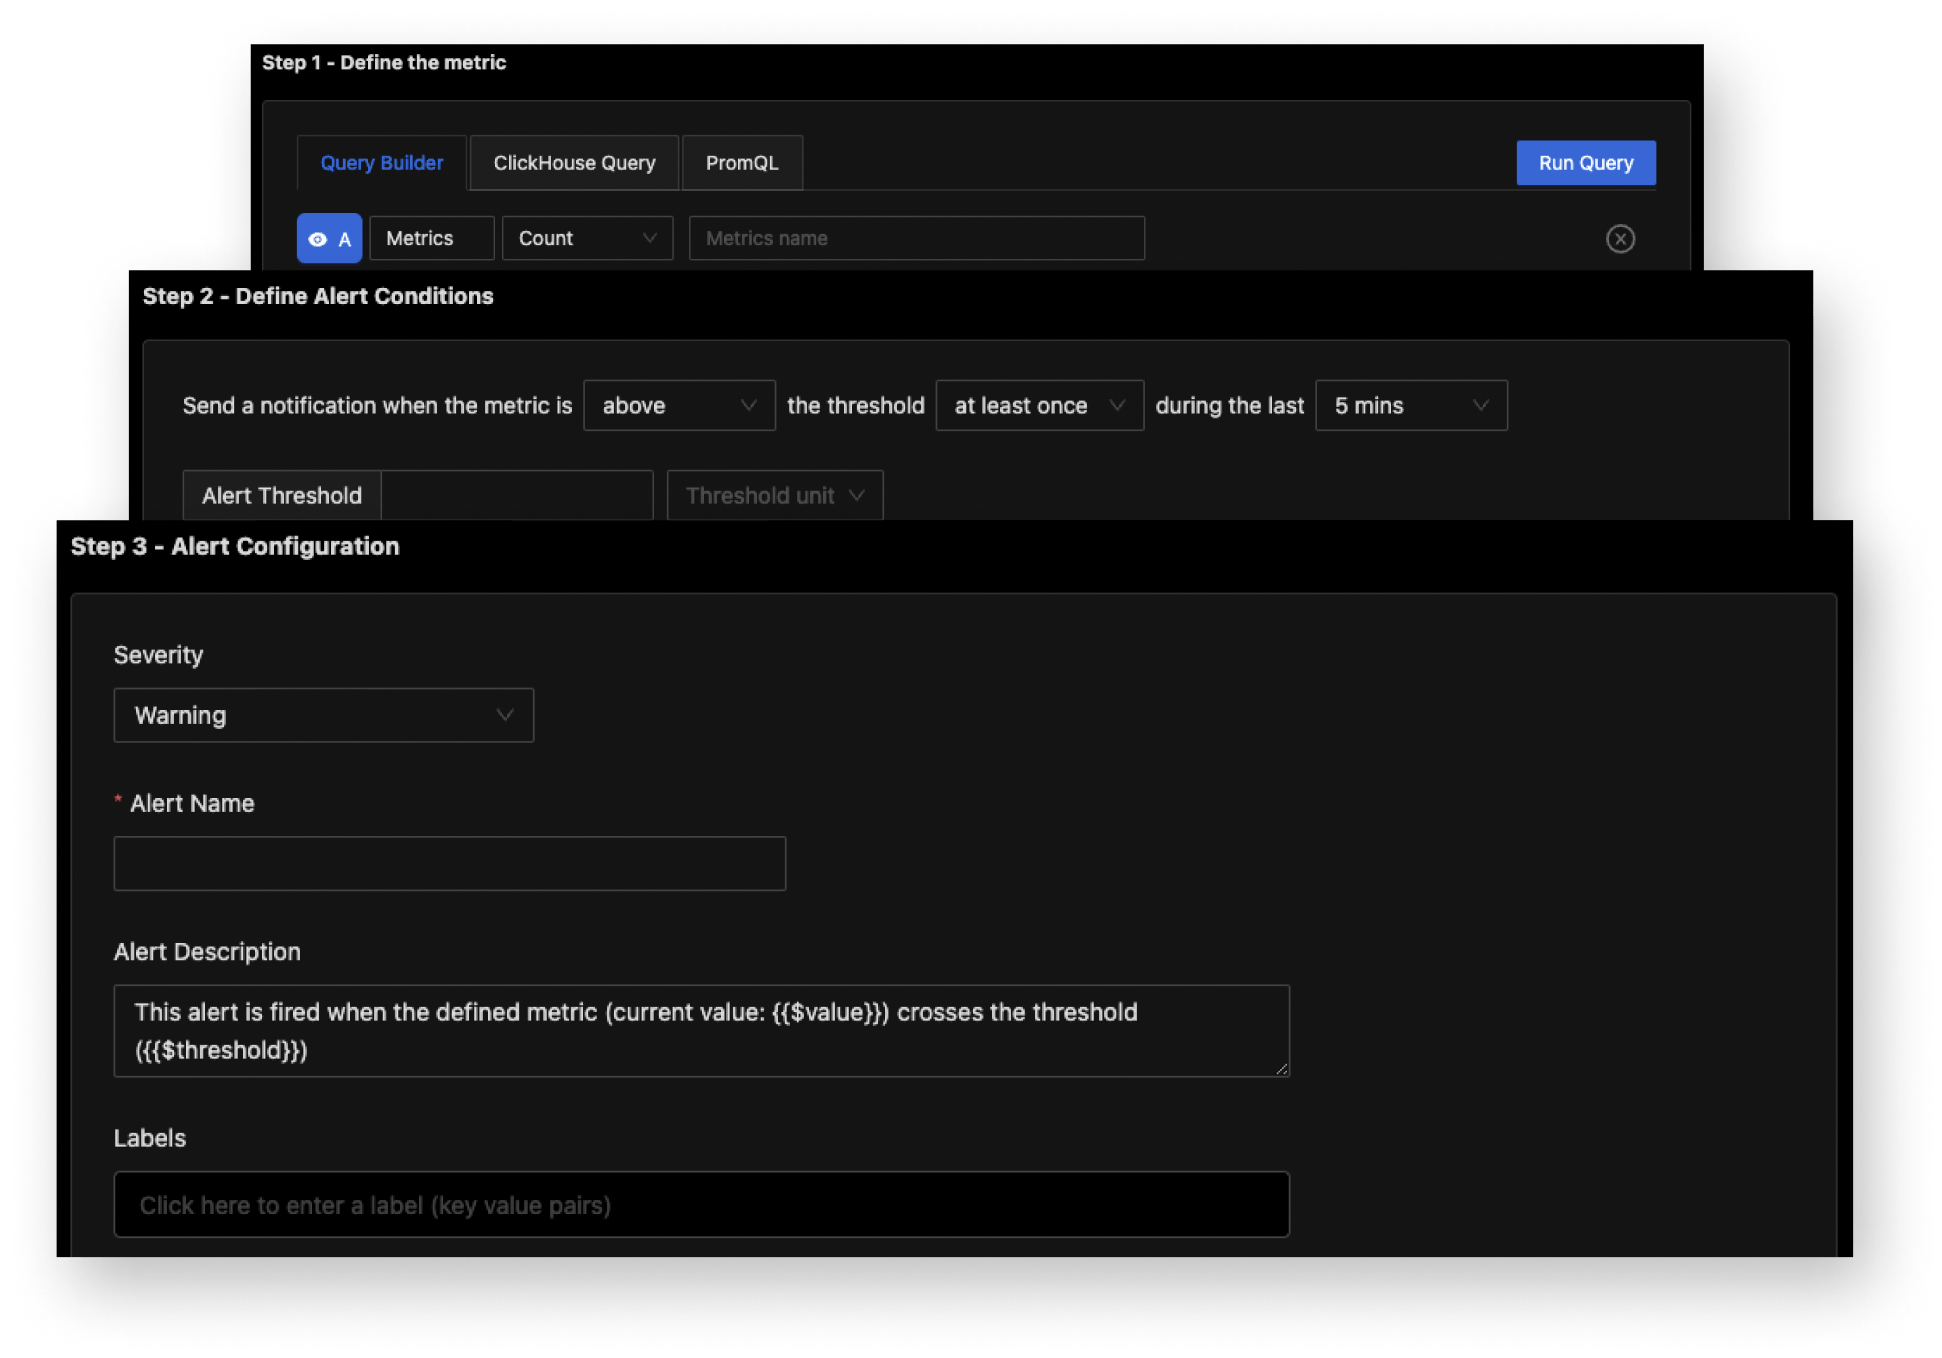 Step 1 - Define the metric
Query Builder ClickHouse Query PromQL Run Query
A Metrics Count Metrics name
Step 2 - Define Alert Conditions
Send a notification when the metric is above the threshold at least once during the last 5 mins
Alert Threshold Threshold unit
Step 3 - Alert Configuration
Severity
Warning
* Alert Name
Alert Description
This alert is fired when the defined metric (current value: {{$value}}) crosses the threshold
({{$threshold}})
Labels
Click here to enter a label (key value pairs)